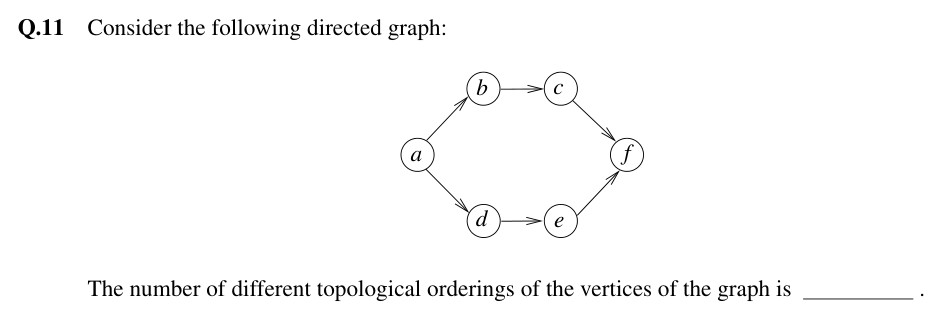 Q.11 Consider the following directed graph:
b c
a f
d e
The number of different topological orderings of the vertices of the graph is __________ .